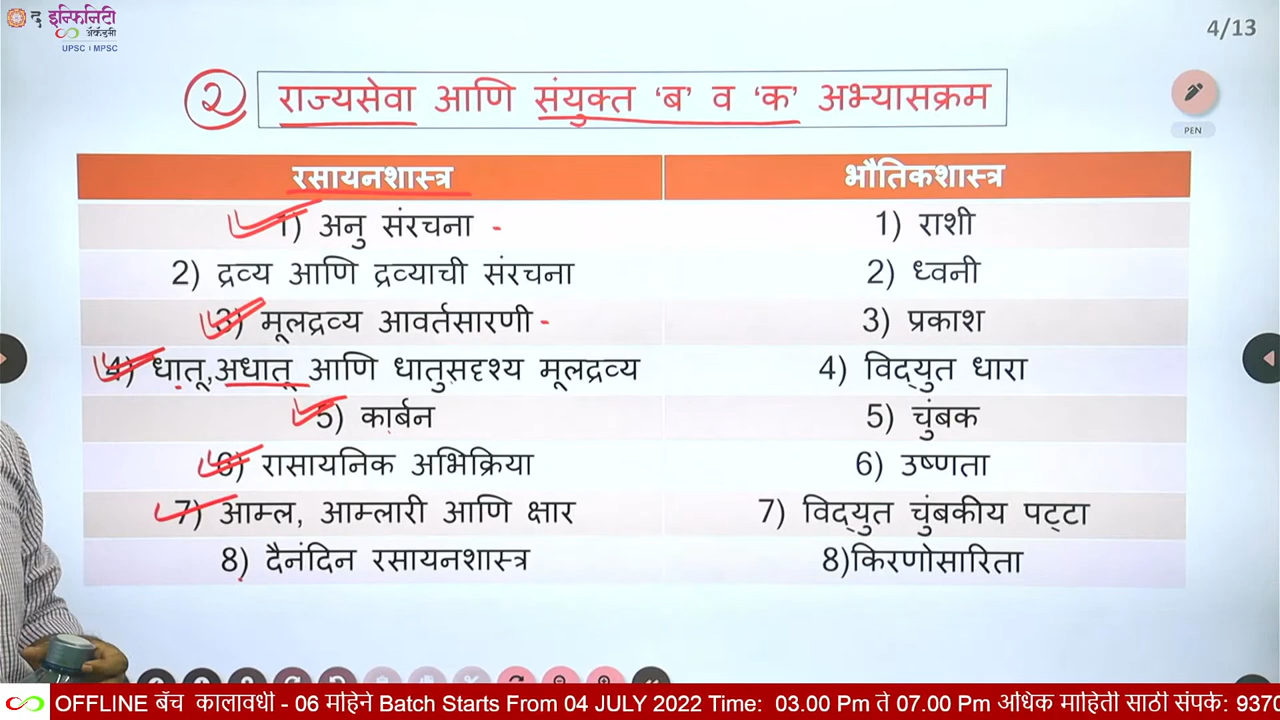 द इन्फिनिटी
अ‍ॅकॅडमी
UPSC | MPSC
4/13
२ राज्यसेवा आणि संयुक्त ‘ब’ व ‘क’ अभ्यासक्रम
PEN
रसायनशास्त्र भौतिकशास्त्र
1) अनु संरचना - 1) राशी
2) द्रव्य आणि द्रव्याची संरचना 2) ध्वनी
3) मूलद्रव्य आवर्तसारणी - 3) प्रकाश
4) धातू,अधातू आणि धातुसदृश्य मूलद्रव्य 4) विद्‌युत धारा
5) कार्बन 5) चुंबक
6) रासायनिक अभिक्रिया 6) उष्णता
7) आम्ल, आम्लारी आणि क्षार 7) विद्‌युत चुंबकीय पट्‌टा
8) दैनंदिन रसायनशास्त्र 8)किरणोसारिता
OFFLINE बॅच कालावधी - 06 महिने Batch Starts From 04 JULY 2022 Time: 03.00 Pm ते 07.00 Pm अधिक माहिती साठी संपर्क: 9370